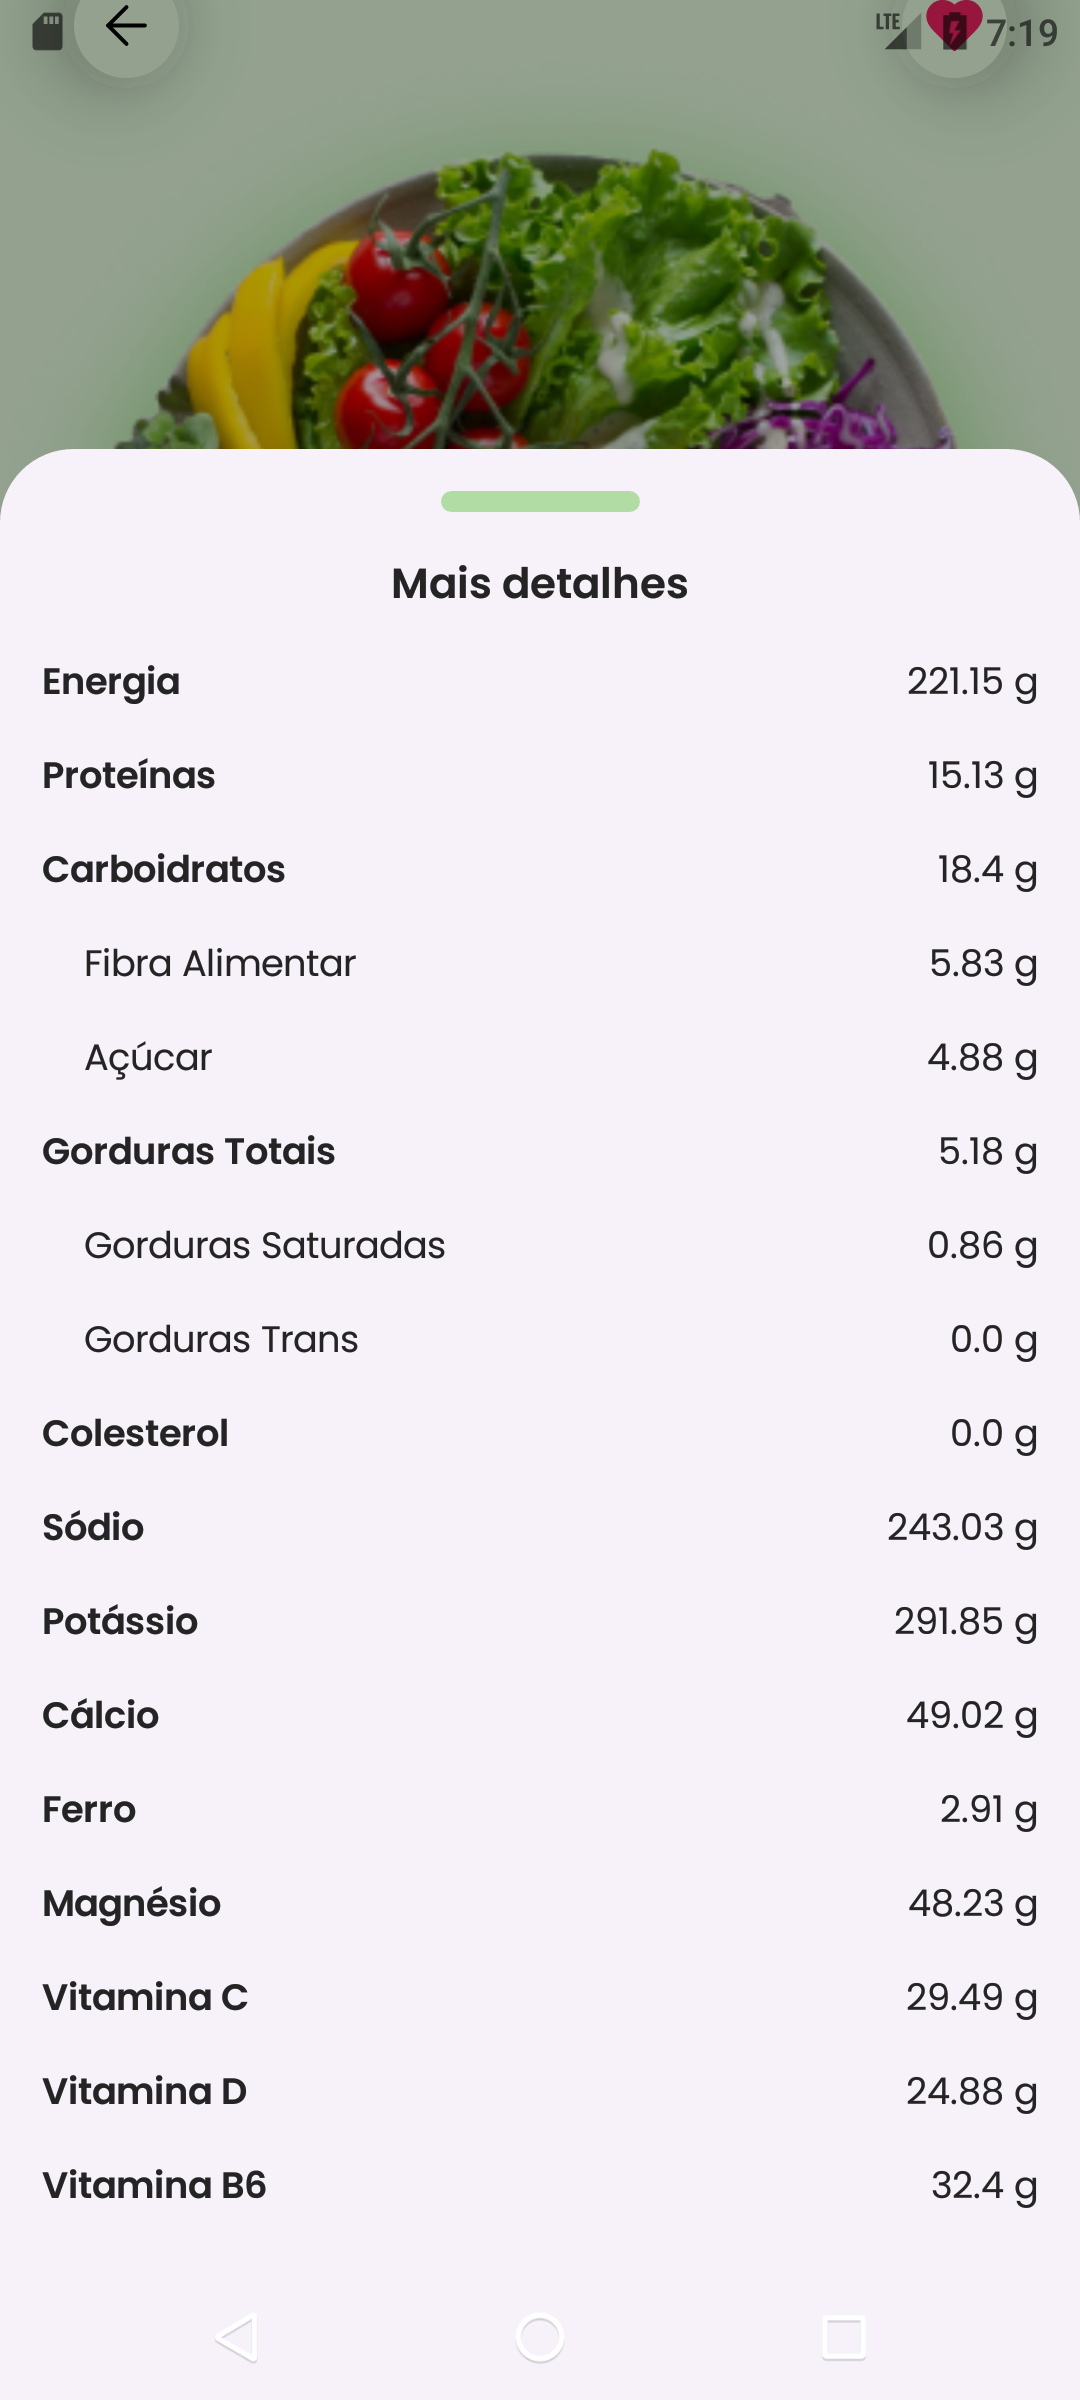 LTE 7:19
Mais detalhes
Energia 221.15 g
Proteínas 15.13 g
Carboidratos 18.4 g
Fibra Alimentar 5.83 g
Açúcar 4.88 g
Gorduras Totais 5.18 g
Gorduras Saturadas 0.86 g
Gorduras Trans 0.0 g
Colesterol 0.0 g
Sódio 243.03 g
Potássio 291.85 g
Cálcio 49.02 g
Ferro 2.91 g
Magnésio 48.23 g
Vitamina C 29.49 g
Vitamina D 24.88 g
Vitamina B6 32.4 g